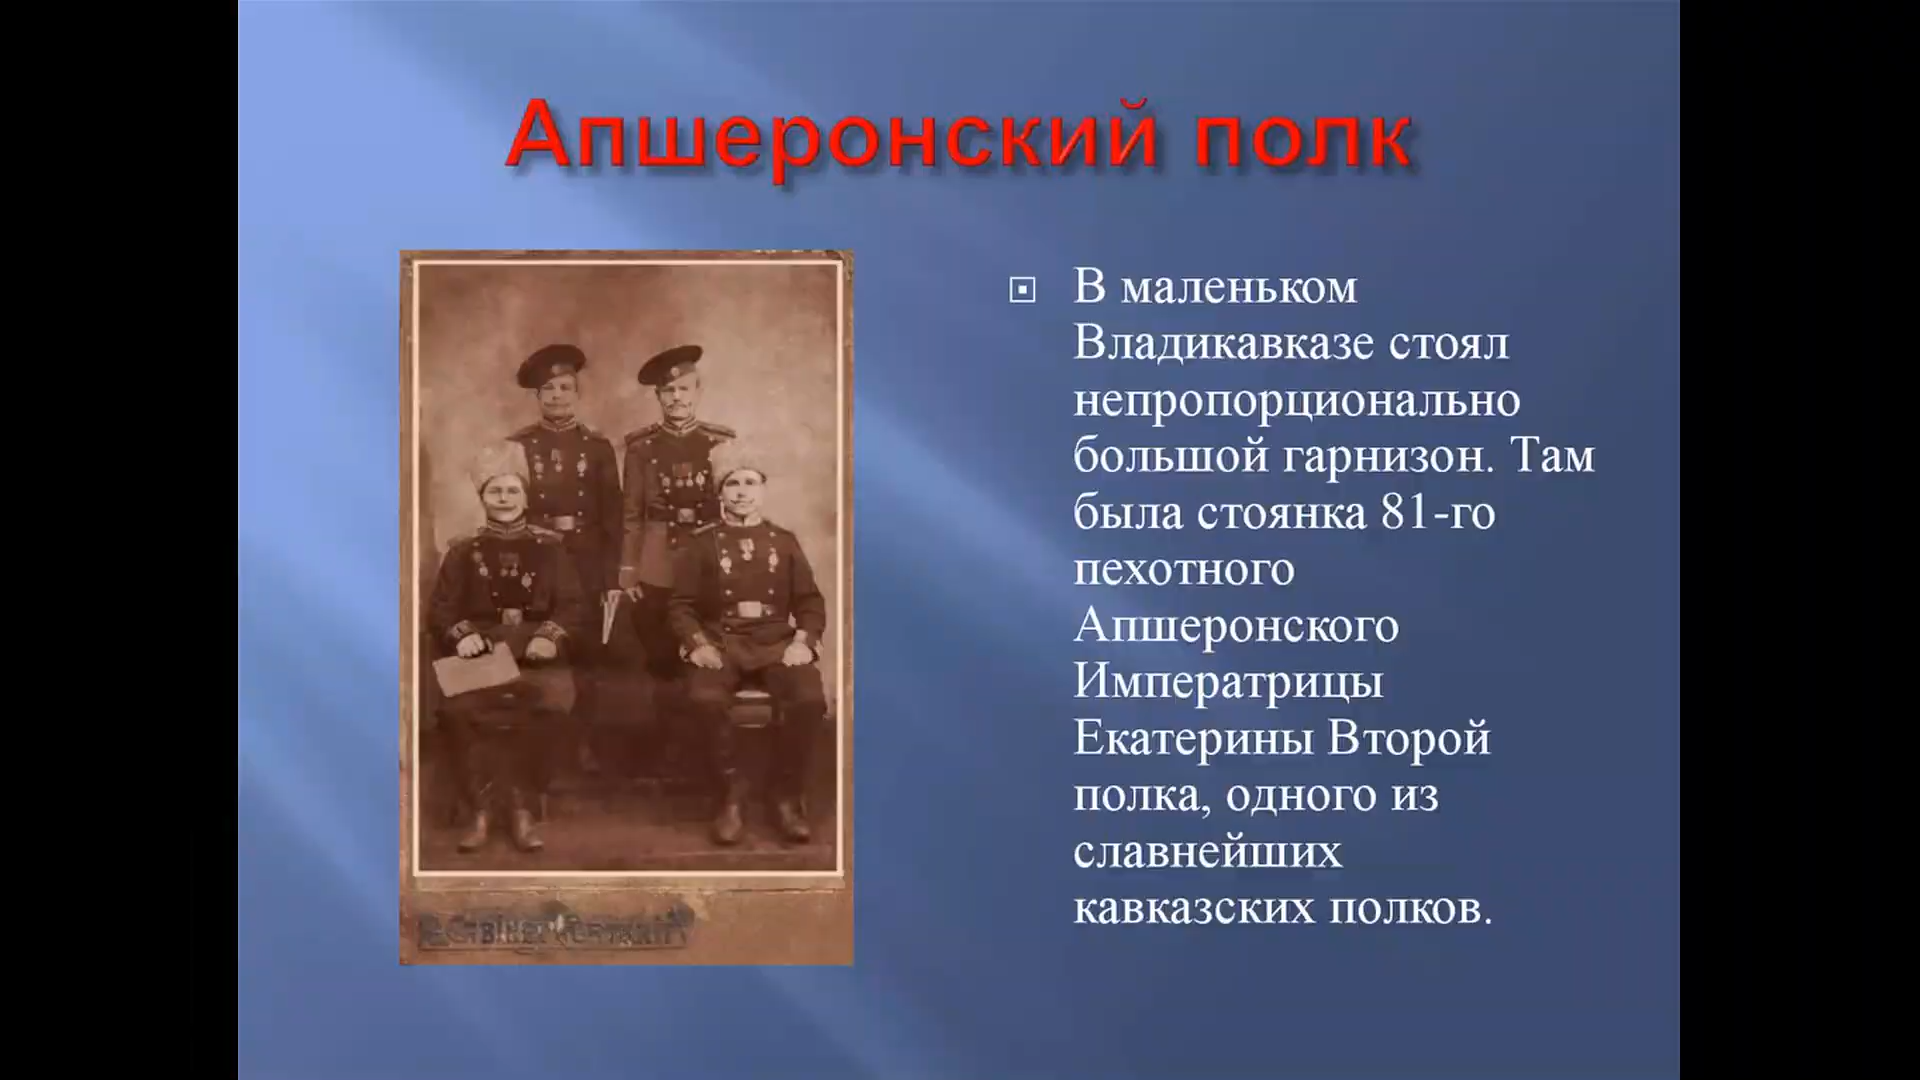 Апшеронский полк
В маленьком
Владикавказе стоял
непропорционально
большой гарнизон. Там
была стоянка 81-го
пехотного
Апшеронского
Императрицы
Екатерины Второй
полка, одного из
славнейших
кавказских полков.